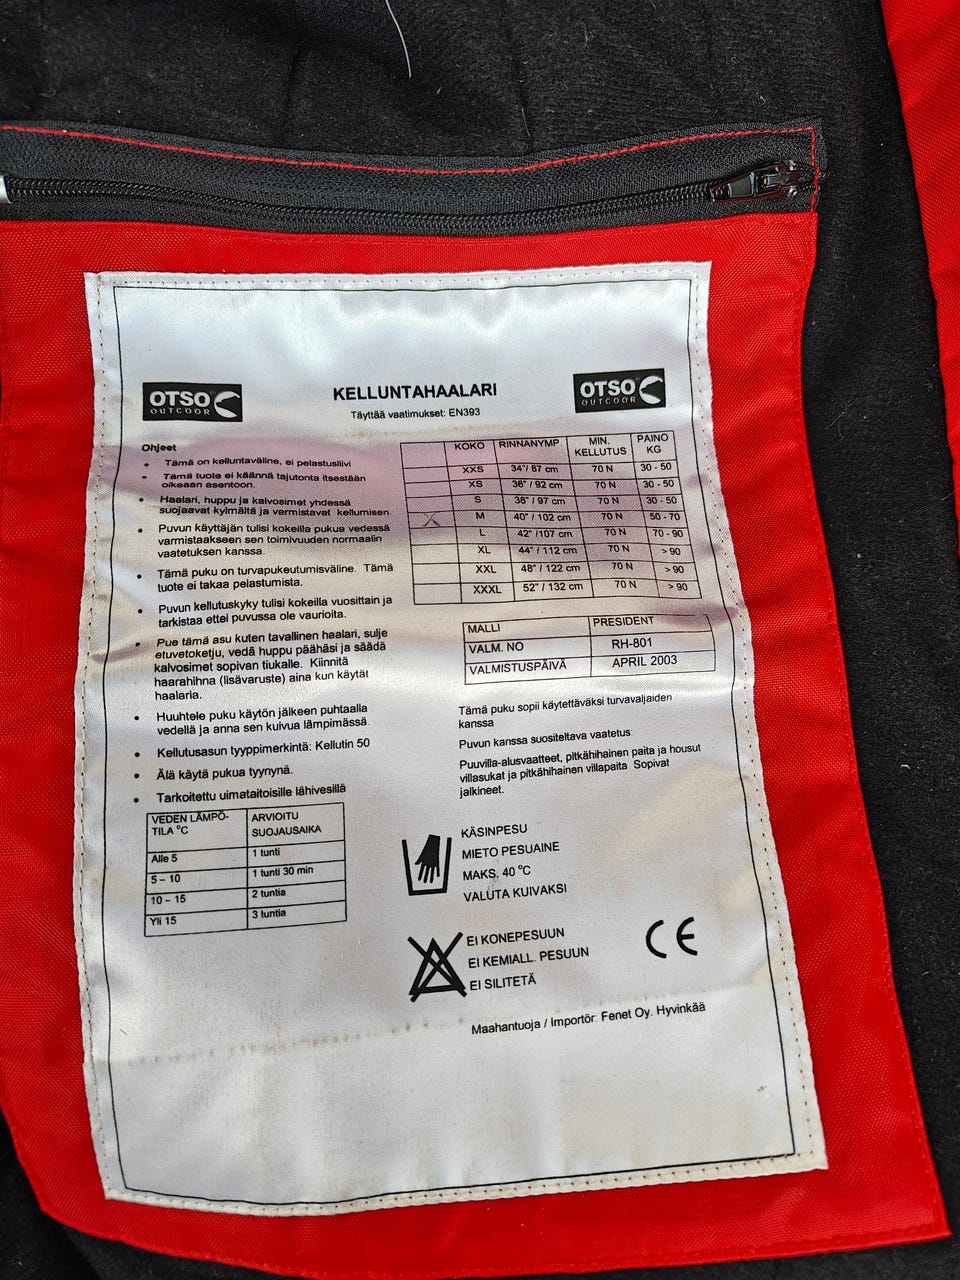 OTSO
OUTCOOR
KELLUNTAHAALARI
Täyttää vaatimukset: EN393
OTSO
OUTCOOR
Ohjeet
• Tämä on kelluntaväline, ei pelastusliivi
• Tämä tuote ei käännä tajutonta itsestään
oikeaan asentoon.
• Haalari, huppu ja kalvosimet yhdessä
suojaavat kylmältä ja varmistavat kellumisen.
• Puvun käyttäjän tulisi kokeilla pukua vedessä
varmistaakseen sen toimivuuden normaalin
vaatetuksen kanssa.
• Tämä puku on turvapukeutumisväline. Tämä
tuote ei takaa pelastumista.
• Puvun kellutuskyky tulisi kokeilla vuosittain ja
tarkistaa ettei puvussa ole vaurioita.
• Pue tämä asu kuten tavallinen haalari, sulje
etuvetoketju, vedä huppu päähäsi ja säädä
kalvosimet sopivan tiukalle. Kiinnitä
haarahihna (lisävaruste) aina kun käytät
haalaria.
• Huuhtele puku käytön jälkeen puhtaalla
vedellä ja anna sen kuivua lämpimässä.
• Kellutusasun tyyppimerkintä: Kellutin 50
• Älä käytä pukua tyynynä.
• Tarkoitettu uimataitoisille lähivesillä
VEDEN LÄMPÖ-
TILA °C
ARVIOITU
SUOJAUSAIKA
Alle 5 1 tunti
5 – 10 1 tunti 30 min
10 – 15 2 tuntia
Yli 15 3 tuntia
KOKO RINNANYMP. MIN.
KELLUTUS PAINO
KG
XXS 34"/ 87 cm 70 N 30 - 50
XS 36" / 92 cm 70 N 30 - 50
S 38" / 97 cm 70 N 30 - 50
X M 40" / 102 cm 70 N 50 - 70
L 42" /107 cm 70 N 70 - 90
XL 44" / 112 cm 70 N > 90
XXL 48" / 122 cm 70 N > 90
XXXL 52" / 132 cm 70 N > 90
MALLI PRESIDENT
VALM. NO RH-801
VALMISTUSPÄIVÄ APRIL 2003
Tämä puku sopii käytettäväksi turvavaljaiden
kanssa
Puvun kanssa suositeltava vaatetus:
Puuvilla-alusvaatteet, pitkähihainen paita ja housut
villasukat ja pitkähihainen villapaita Sopivat
jalkineet.
KÄSINPESU
MIETO PESUAINE
MAKS. 40 °C
VALUTA KUIVAKSI
EI KONEPESUUN
EI KEMIALL. PESUUN
EI SILITETÄ
CE
Maahantuoja / Importör: Fenet Oy. Hyvinkää